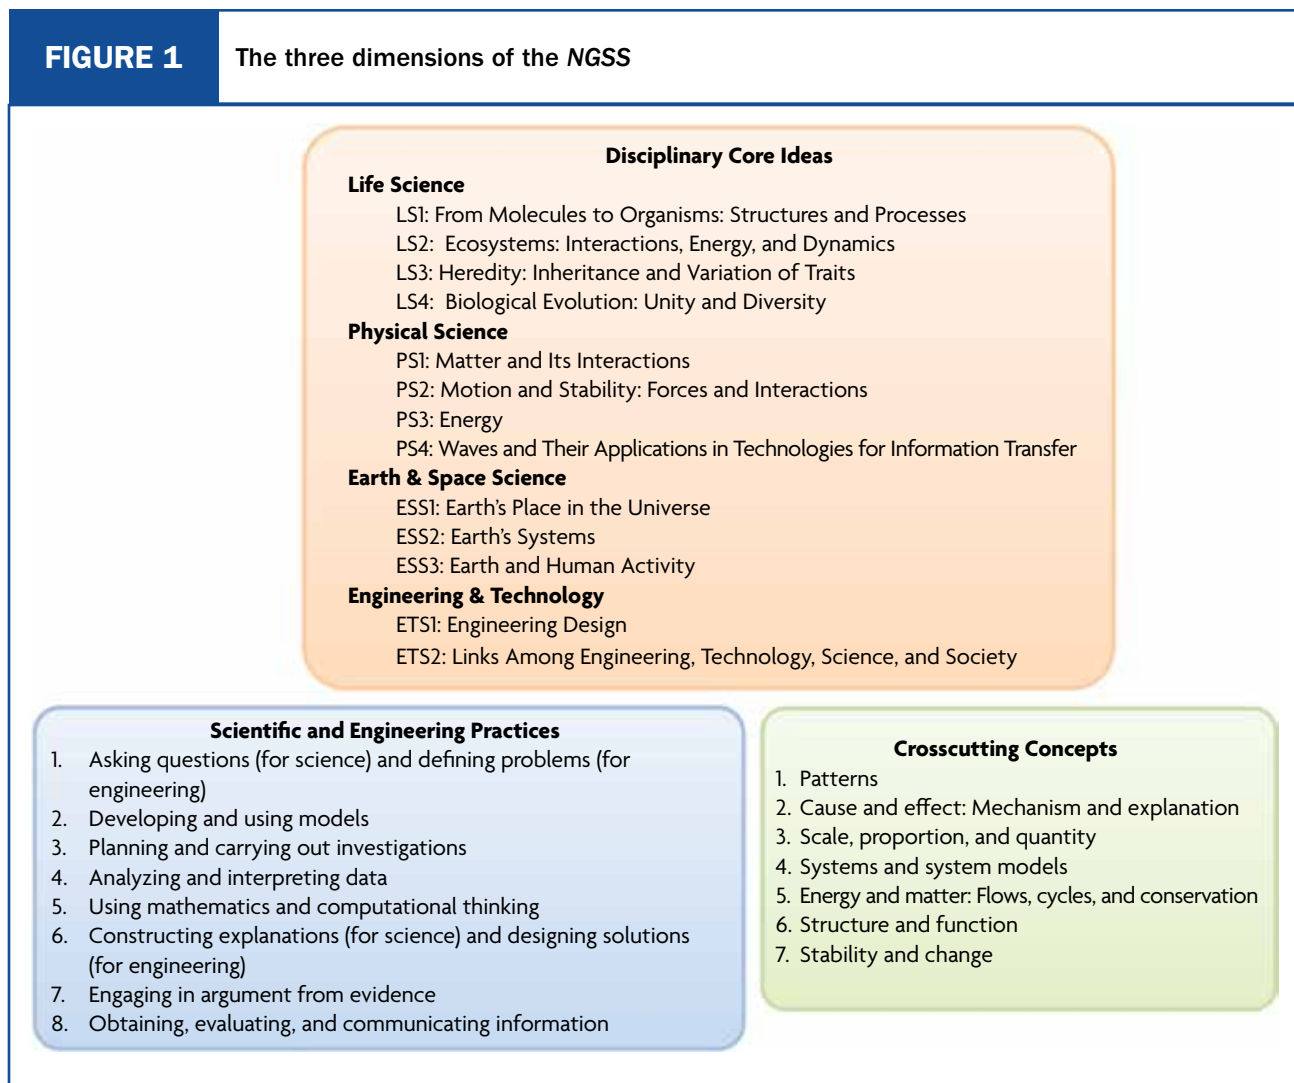 FIGURE 1
The three dimensions of the NGSS
Disciplinary Core Ideas
Life Science
LS1: From Molecules to Organisms: Structures and Processes
LS2: Ecosystems: Interactions, Energy, and Dynamics
LS3: Heredity: Inheritance and Variation of Traits
LS4: Biological Evolution: Unity and Diversity
Physical Science
PS1: Matter and Its Interactions
PS2: Motion and Stability: Forces and Interactions
PS3: Energy
PS4: Waves and Their Applications in Technologies for Information Transfer
Earth & Space Science
ESS1: Earth’s Place in the Universe
ESS2: Earth’s Systems
ESS3: Earth and Human Activity
Engineering & Technology
ETS1: Engineering Design
ETS2: Links Among Engineering, Technology, Science, and Society
Scientific and Engineering Practices
1. Asking questions (for science) and defining problems (for
engineering)
2. Developing and using models
3. Planning and carrying out investigations
4. Analyzing and interpreting data
5. Using mathematics and computational thinking
6. Constructing explanations (for science) and designing solutions
(for engineering)
7. Engaging in argument from evidence
8. Obtaining, evaluating, and communicating information
Crosscutting Concepts
1. Patterns
2. Cause and effect: Mechanism and explanation
3. Scale, proportion, and quantity
4. Systems and system models
5. Energy and matter: Flows, cycles, and conservation
6. Structure and function
7. Stability and change